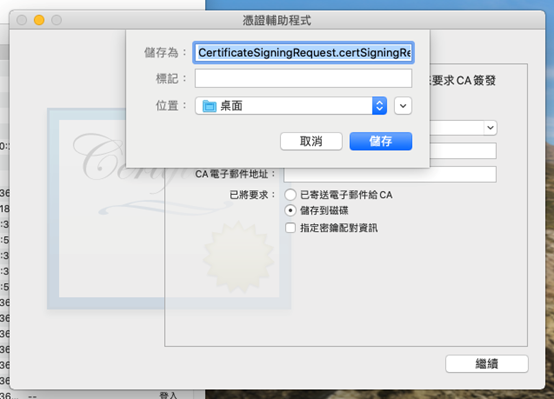 憑證輔助程式
儲存為：
CertificateSigningRequest.certSigningRe
標記：
位置：
桌面
取消
儲存
要求 CA 簽發
CA 電子郵件地址：
已將要求：
已寄送電子郵件給 CA
儲存到磁碟
指定密鑰配對資訊
繼續
--
登入